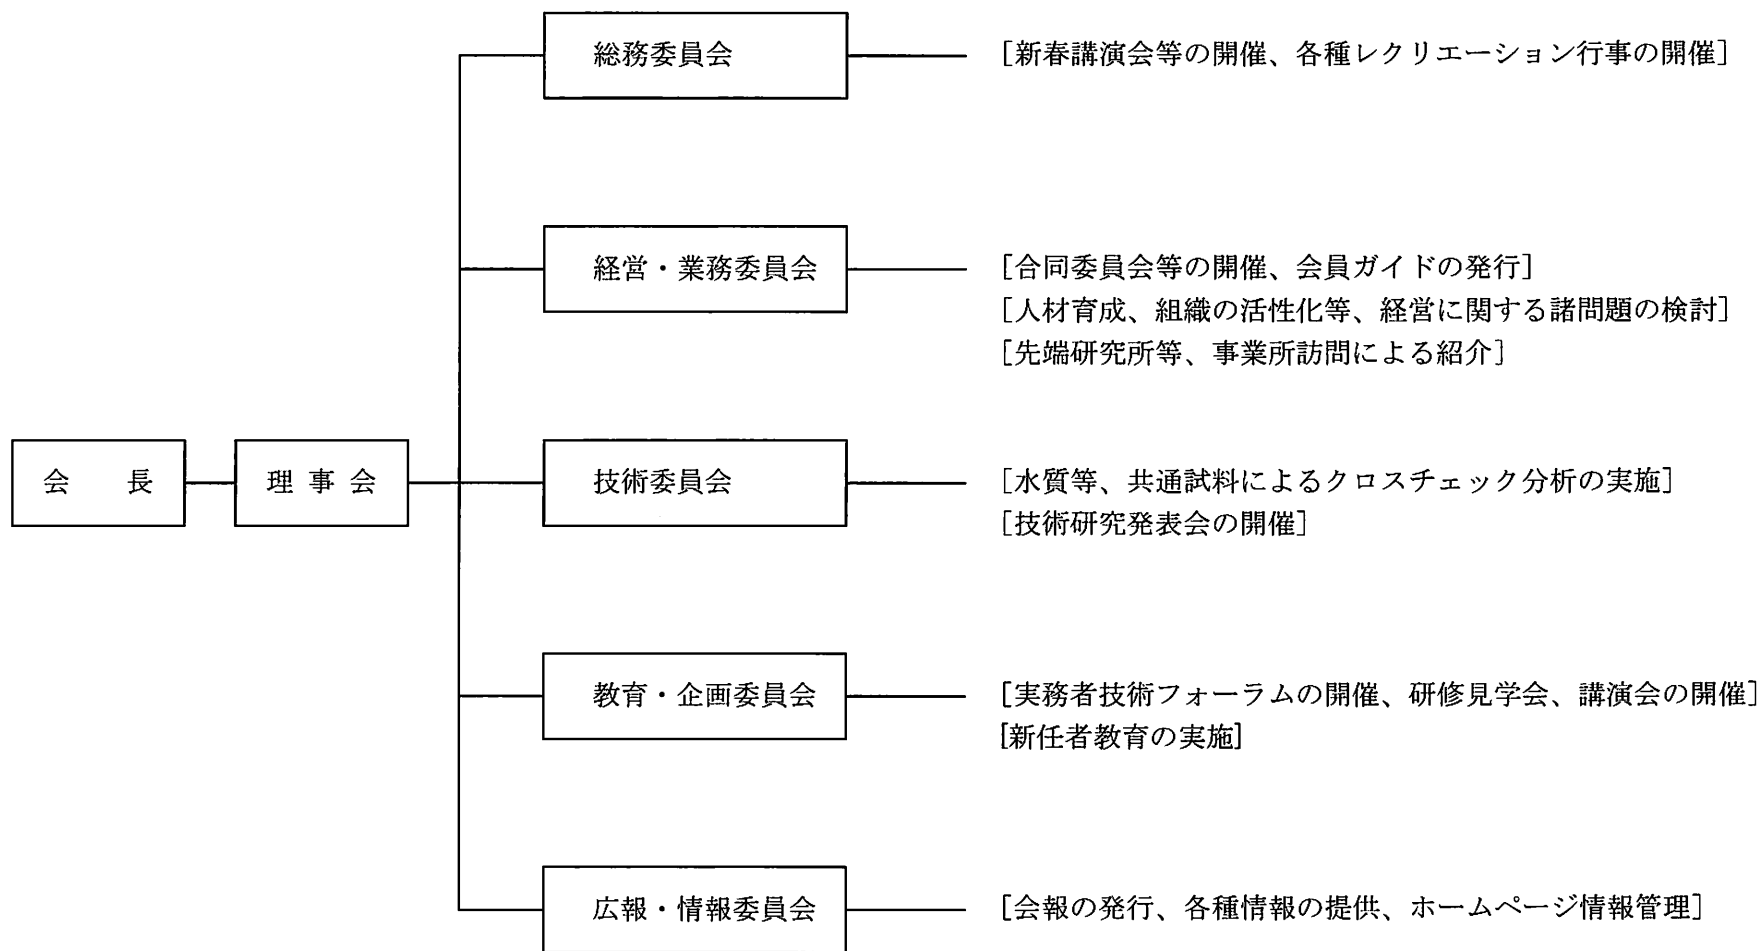 総務委員会
[新春講演会等の開催、各種レクリエーション行事の開催]
経営・業務委員会
[合同委員会等の開催、会員ガイドの発行]
[人材育成、組織の活性化等、経営に関する諸問題の検討]
[先端研究所等、事業所訪問による紹介]
会　長
理 事 会
技術委員会
[水質等、共通試料によるクロスチェック分析の実施]
[技術研究発表会の開催]
教育・企画委員会
[実務者技術フォーラムの開催、研修見学会、講演会の開催]
[新任者教育の実施]
広報・情報委員会
[会報の発行、各種情報の提供、ホームページ情報管理]